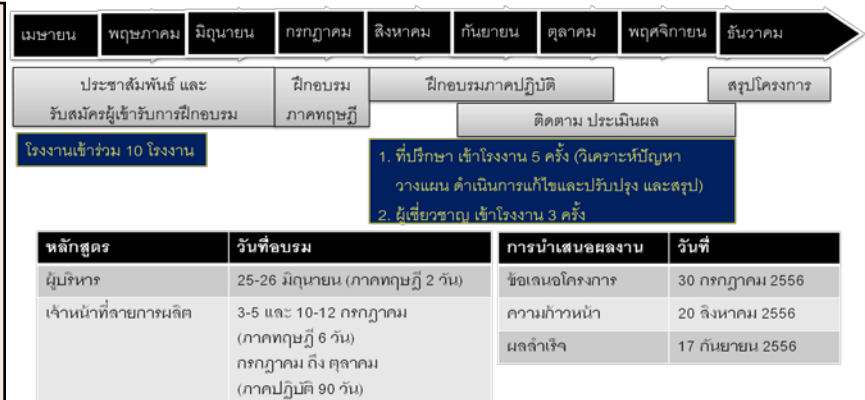 เมษายน พฤษภาคม มิถุนายน กรกฎาคม สิงหาคม กันยายน ตุลาคม พฤศจิกายน ธันวาคม
ประชาสัมพันธ์ และ
รับสมัครผู้เข้ารับการฝึกอบรม
ฝึกอบรม
ภาคทฤษฎี
ฝึกอบรมภาคปฏิบัติ
สรุปโครงการ
ติดตาม ประเมินผล
โรงงานเข้าร่วม 10 โรงงาน
1. ที่ปรึกษา เข้าโรงงาน 5 ครั้ง (วิเคราะห์ปัญหา
วางแผน ดำเนินการแก้ไขและปรับปรุง และสรุป)
2. ผู้เชี่ยวชาญ เข้าโรงงาน 3 ครั้ง
หลักสูตร วันที่อบรม
ผู้บริหาร 25-26 มิถุนายน (ภาคทฤษฎี 2 วัน)
เจ้าหน้าที่สายการผลิต 3-5 และ 10-12 กรกฎาคม
(ภาคทฤษฎี 6 วัน)
กรกฎาคม ถึง ตุลาคม
(ภาคปฏิบัติ 90 วัน)
การนำเสนอผลงาน วันที่
ข้อเสนอโครงการ 30 กรกฎาคม 2556
ความก้าวหน้า 20 สิงหาคม 2556
ผลสำเร็จ 17 กันยายน 2556